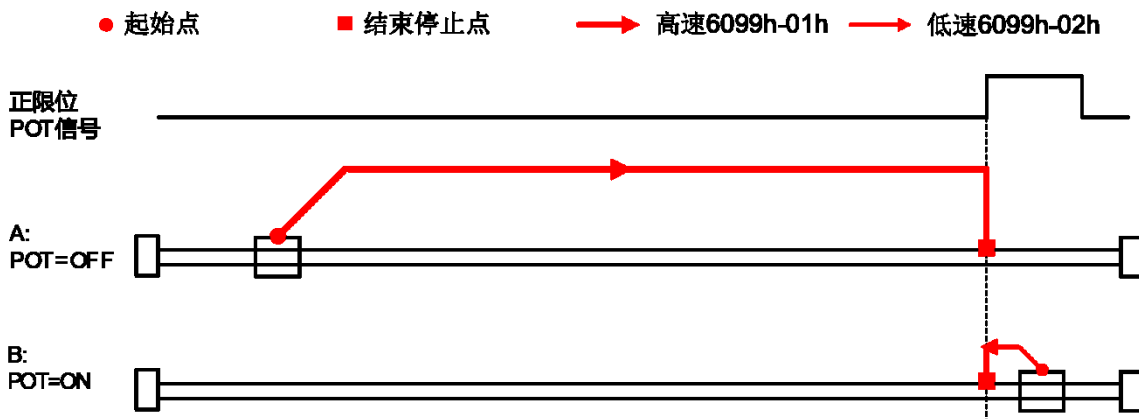 起始点 结束停止点 高速6099h-01h 低速6099h-02h
正限位
POT信号
A:
POT=OFF
B:
POT=ON